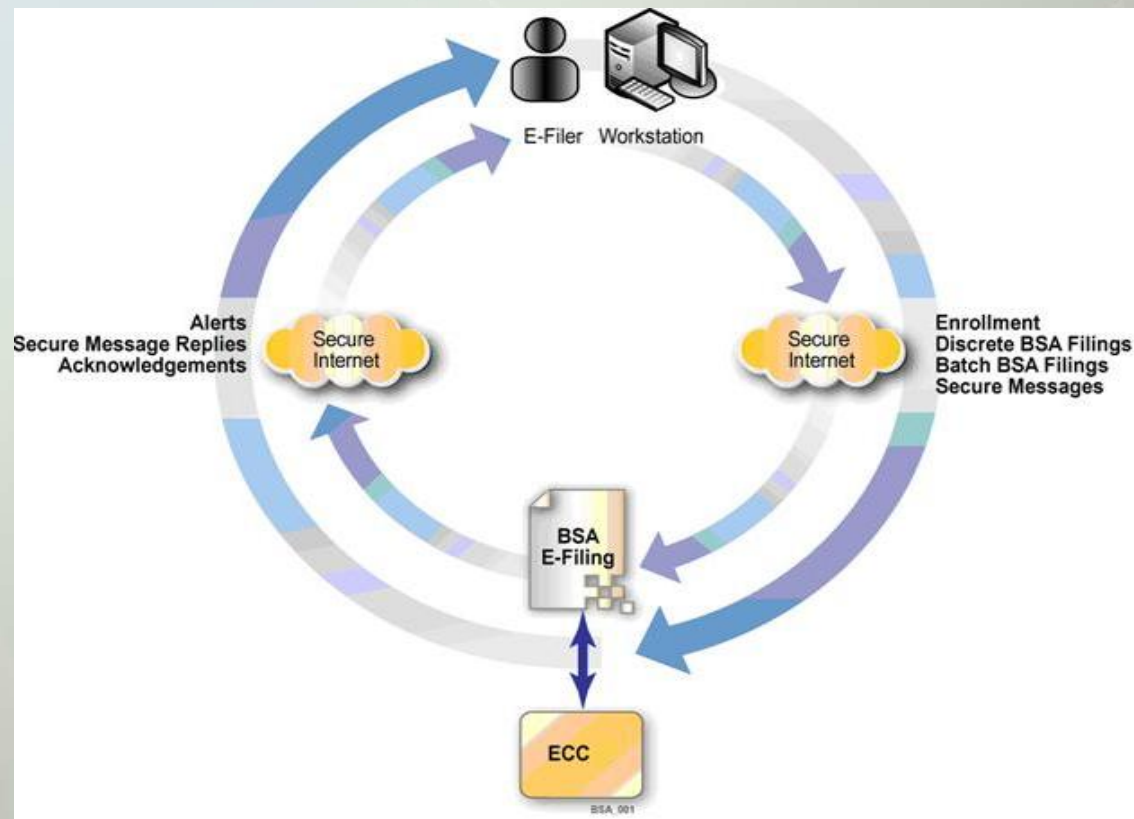 E-Filer Workstation
Alerts
Secure Message Replies
Acknowledgements
Secure
Internet
Secure
Internet
Enrollment
Discrete BSA Filings
Batch BSA Filings
Secure Messages
BSA
E-Filing
ECC
BSA_001